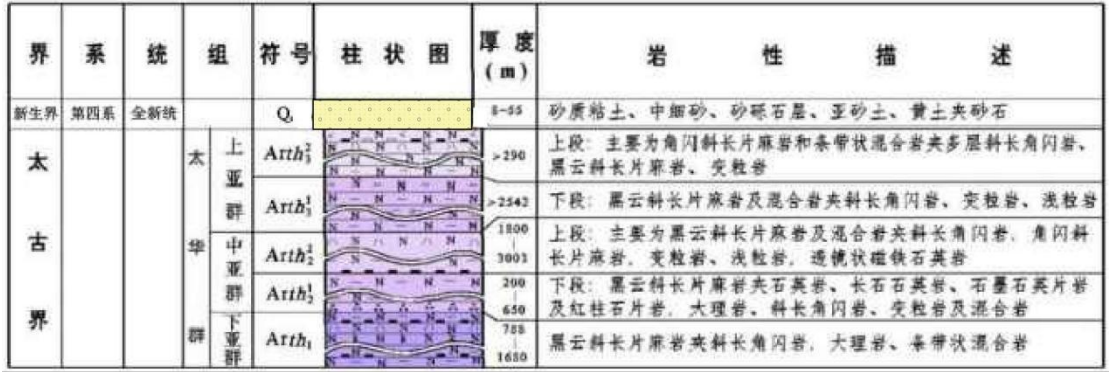 界 系 统 组 符号 柱状图 厚度(m) 岩性描述
新生界 第四系 全新统 Q₄ 8-55 砂质粘土、中细砂、砂砾石层、亚砂土、黄土夹砂石
太古界 太华群
上亚群 Arth₃² >290 上段: 主要为角闪斜长片麻岩和条带状混合岩夹多层斜长角闪岩、
黑云斜长片麻岩、变粒岩
Arth₃¹ >2542 下段: 黑云斜长片麻岩及混合岩夹斜长角闪岩、变粒岩、浅粒岩
中亚群 Arth₂² 1800|3003 上段: 主要为黑云斜长片麻岩及混合岩夹斜长角闪岩, 角闪斜
长片麻岩, 变粒岩、浅粒岩, 透镜状磁铁石英岩
Arth₂¹ 200|650 下段: 黑云斜长片麻岩夹石英岩、长石石英岩、石墨石英片岩
及红柱石片岩, 大理岩、斜长角闪岩、变粒岩及混合岩
下亚群 Arth₁ 788|1680 黑云斜长片麻岩夹斜长角闪岩, 大理岩、条带状混合岩